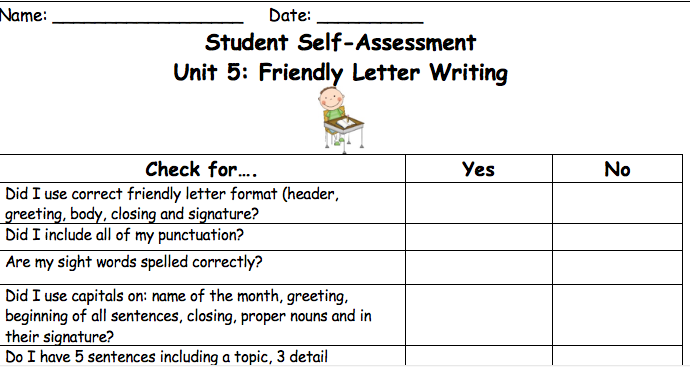 Name: ____________________ Date: ____________
Student Self-Assessment
Unit 5: Friendly Letter Writing
Check for…. Yes No
Did I use correct friendly letter format (header,
greeting, body, closing and signature?
Did I include all of my punctuation?
Are my sight words spelled correctly?
Did I use capitals on: name of the month, greeting,
beginning of all sentences, closing, proper nouns and in
their signature?
Do I have 5 sentences including a topic, 3 detail